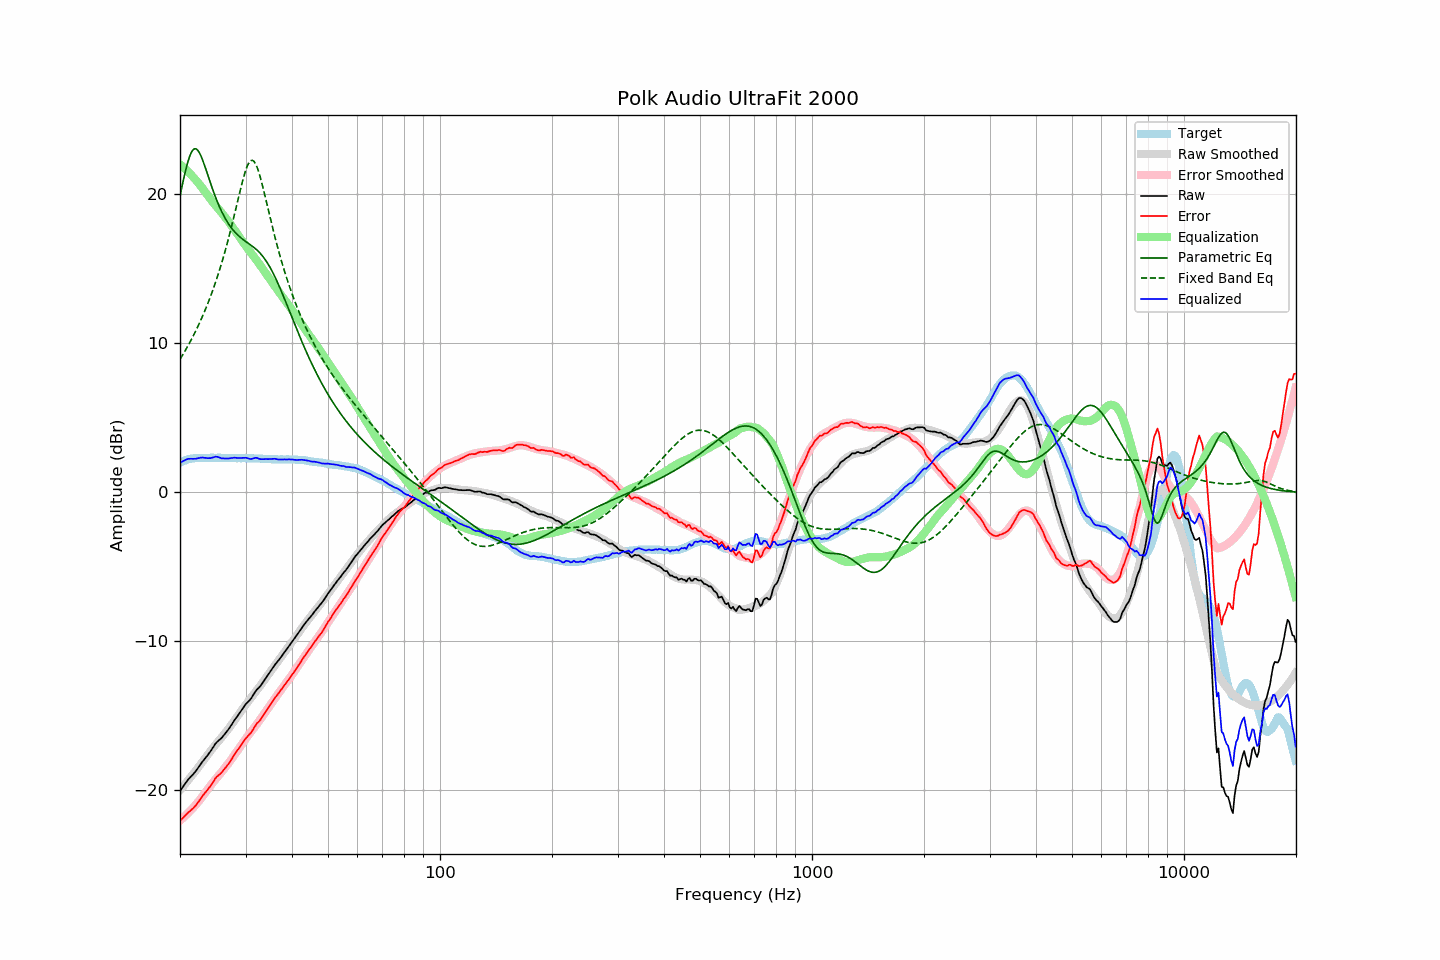 Polk Audio UltraFit 2000
Amplitude (dBr)
20
10
0
−10
−20
100
1000
10000
Frequency (Hz)
Target
Raw Smoothed
Error Smoothed
Raw
Error
Equalization
Parametric Eq
Fixed Band Eq
Equalized